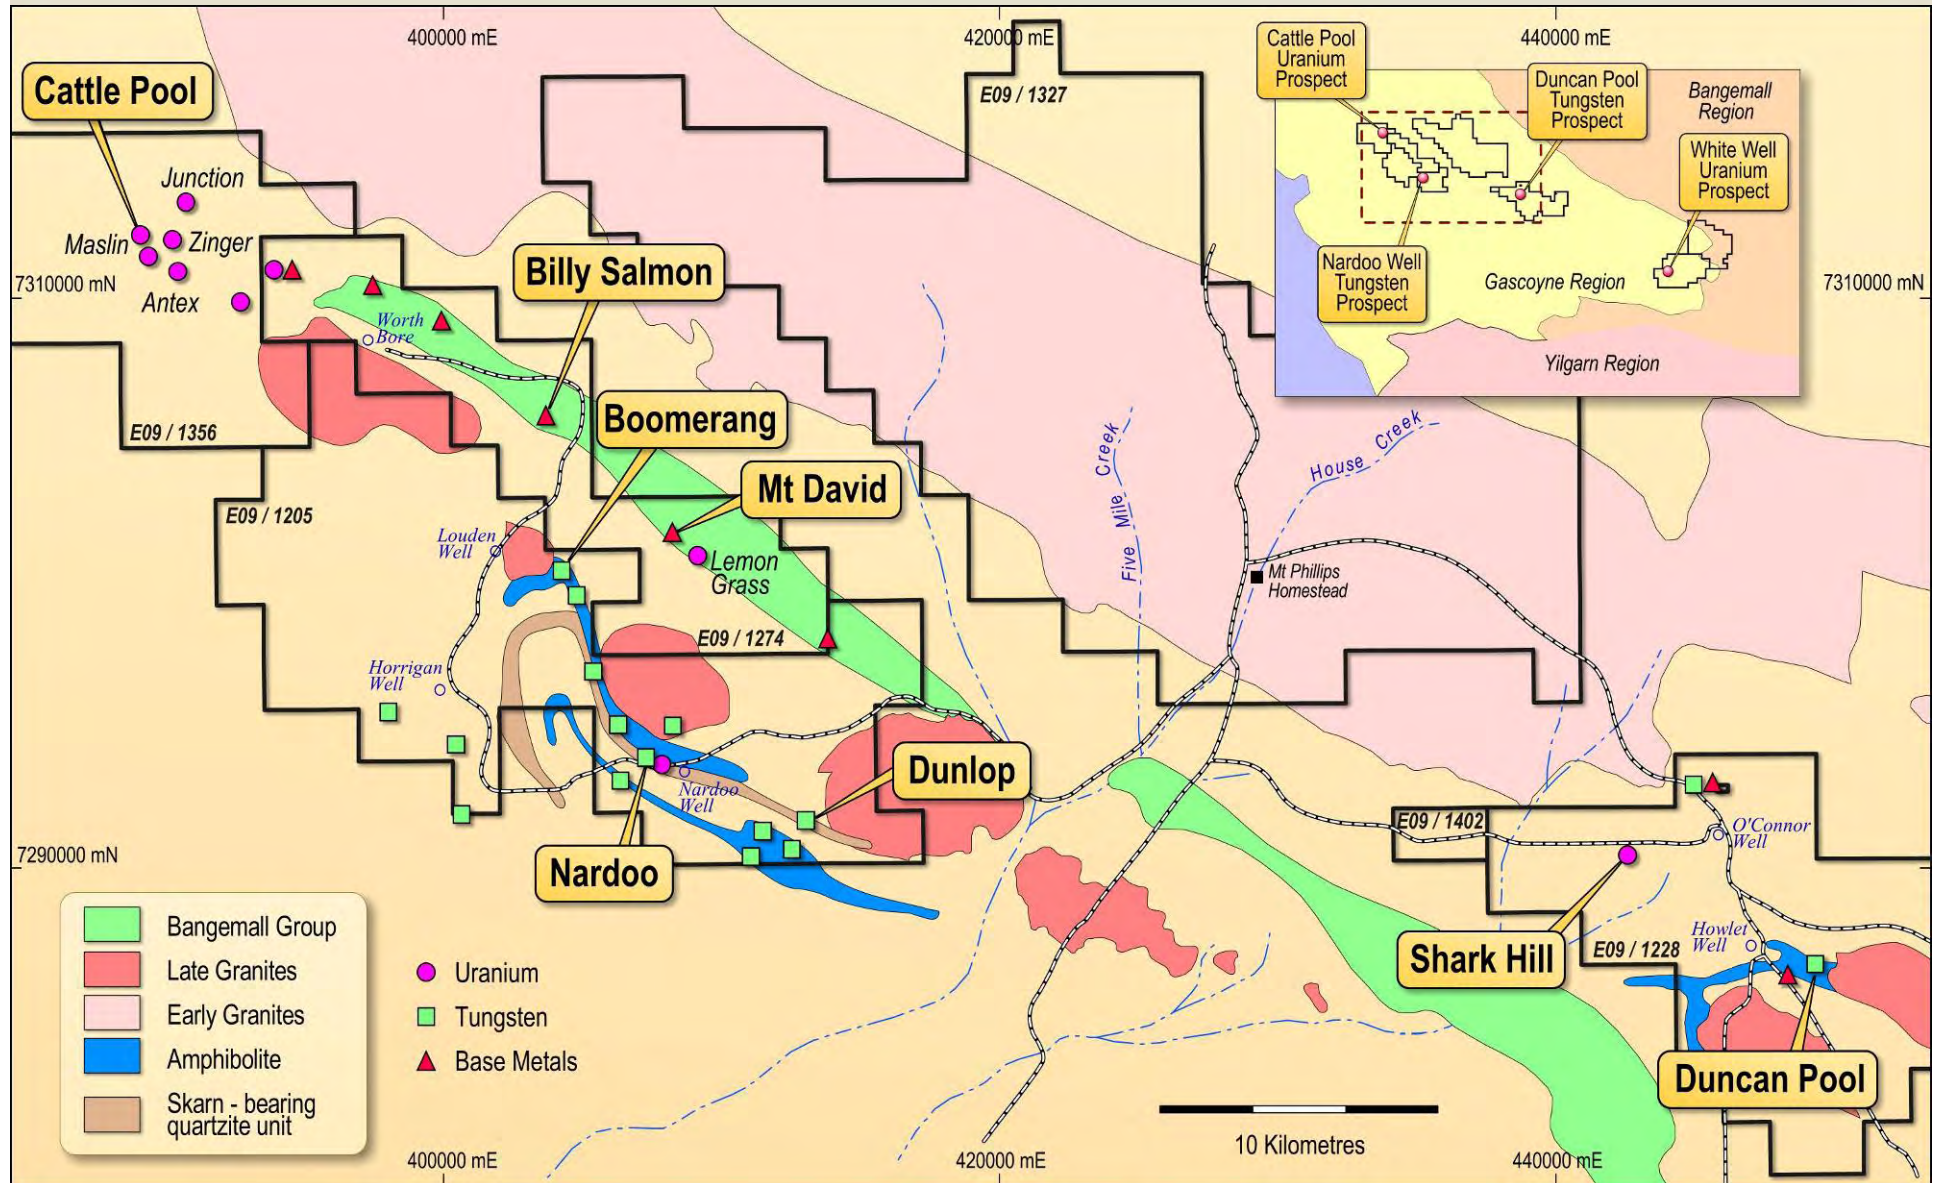 400000 mE
420000 mE
440000 mE
Cattle Pool
Uranium
Prospect
Duncan Pool
Tungsten
Prospect
Bangemall
Region
White Well
Uranium
Prospect
Nardoo Well
Tungsten
Prospect
Gascoyne Region
Yilgarn Region
E09 / 1327
Cattle Pool
Junction
Maslin
Zinger
Antex
7310000 mN
7310000 mN
Billy Salmon
Worth
Bore
Boomerang
E09 / 1356
Mt David
E09 / 1205
Louden
Well
Lemon
Grass
Five Mile Creek
House Creek
Mt Phillips
Homestead
E09 / 1274
Horrigan
Well
Dunlop
Nardoo
Well
Nardoo
7290000 mN
E09 / 1402
O'Connor
Well
Shark Hill
E09 / 1228
Howlet
Well
Duncan Pool
Bangemall Group
Late Granites
Early Granites
Amphibolite
Skarn - bearing
quartzite unit
Uranium
Tungsten
Base Metals
10 Kilometres
400000 mE
420000 mE
440000 mE